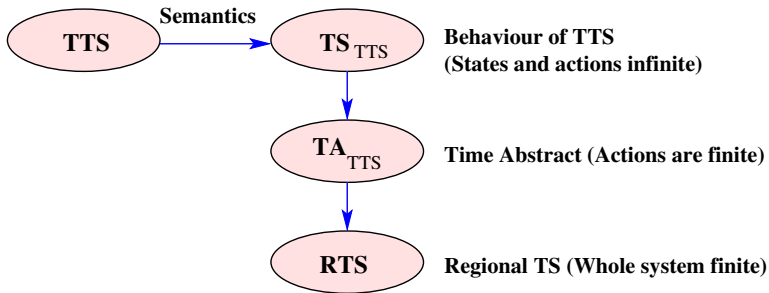 Semantics
TTS
TS TTS
Behaviour of TTS
(States and actions infinite)
TA TTS
Time Abstract (Actions are finite)
RTS
Regional TS (Whole system finite)